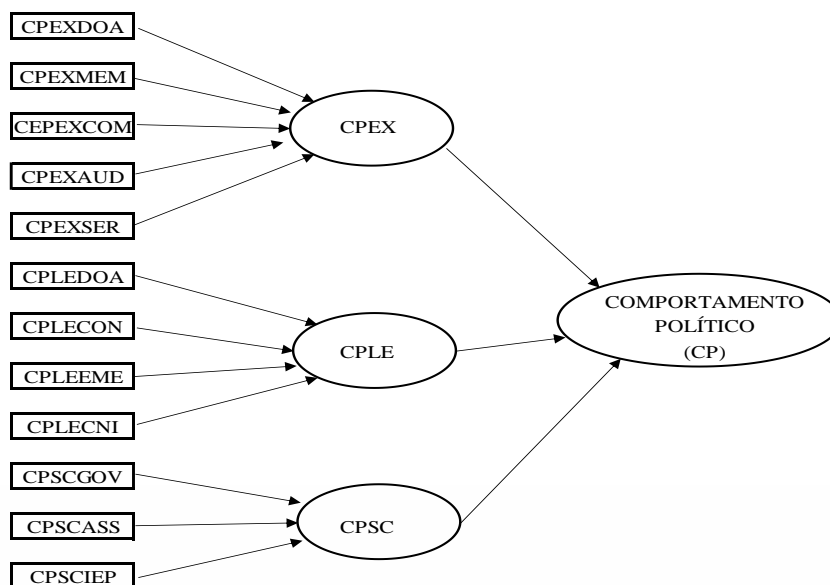 CPEXDOA
CPEXMEM
CEPEXCOM
CPEXAUD
CPEXSER
CPLEDOA
CPLECON
CPLEEME
CPLECNI
CPSCGOV
CPSCASS
CPSCIEP
CPEX
CPLE
CPSC
COMPORTAMENTO
POLÍTICO
(CP)